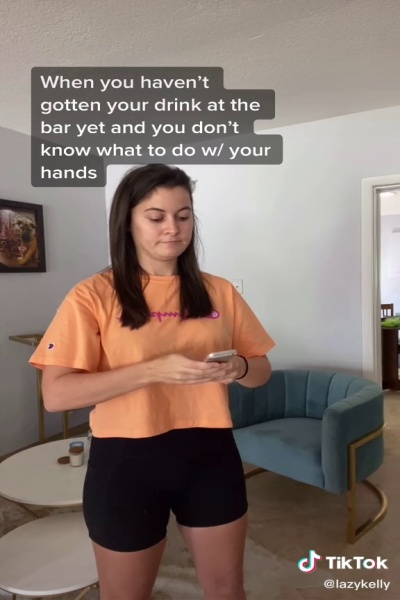 When you haven't
gotten your drink at the
bar yet and you don't
know what to do w/ your
hands
TikTok
@lazykelly